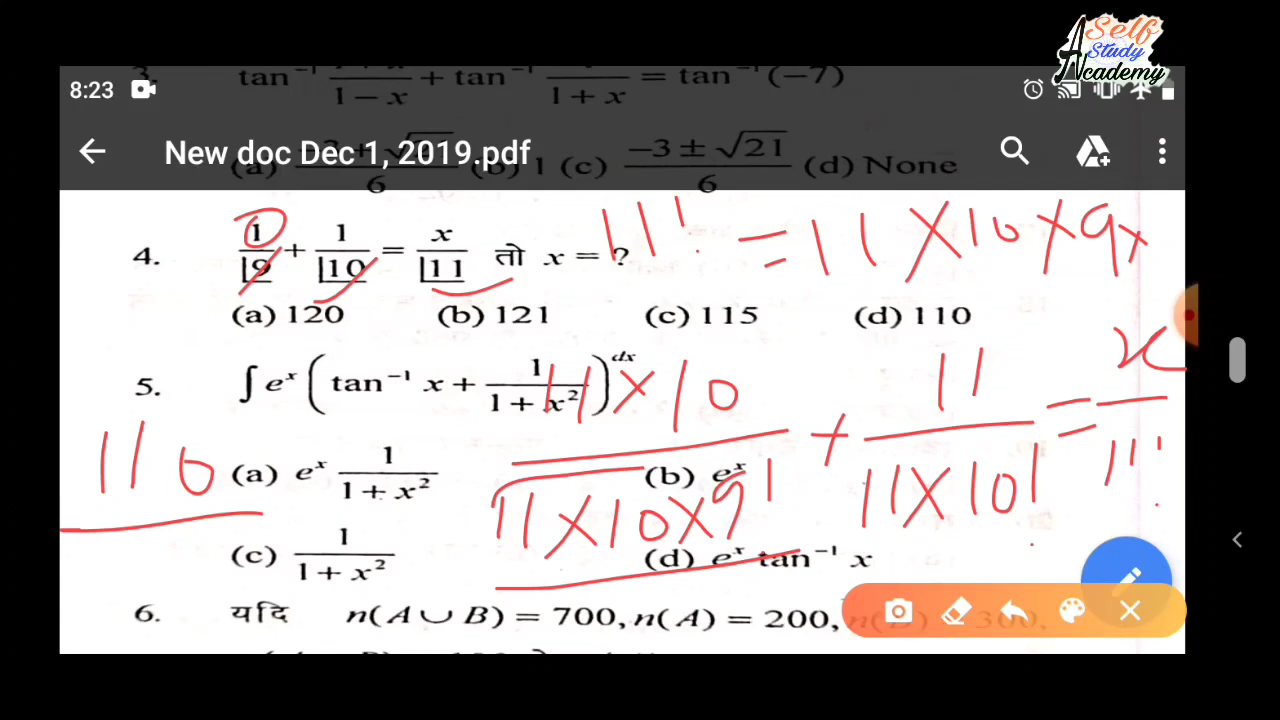 Self
Study
Academy
3. tan⁻¹ + tan⁻¹ = tan⁻¹ (−7)
1 − x 1 + x
8:23
New doc Dec 1, 2019.pdf
(a) 6 (b) 1 (c) −3 ± √21 / 6 (d) None
4. 1/⌊9 + 1/⌊10 = x/⌊11 तो x = ?
11! = 11 × 10 × 9 ×
(a) 120 (b) 121 (c) 115 (d) 110
5. ∫ eˣ (tan⁻¹ x + 1/(1 + x²)) dx
11 × 10 / 11 × 10 × 9! + 11 / 11 × 10! = x / 11!
110
(a) eˣ 1/(1 + x²) (b) eˣ
(c) 1/(1 + x²) (d) eˣ tan⁻¹ x
6. यदि n(A ∪ B) = 700, n(A) = 200, n(B) = 300,